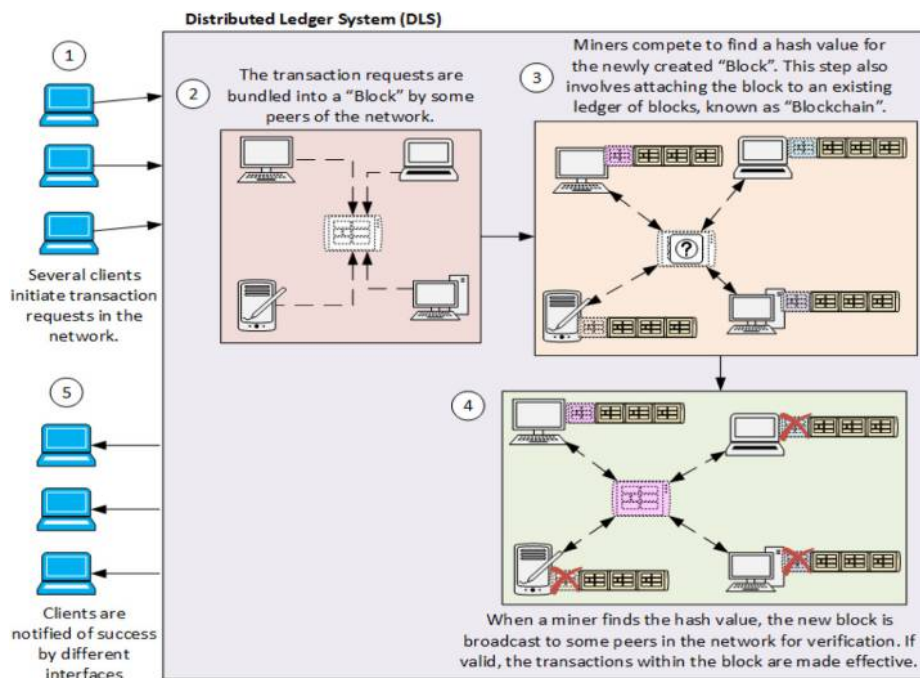 Distributed Ledger System (DLS)
1
Several clients
initiate transaction
requests in the
network.
2
The transaction requests are
bundled into a “Block” by some
peers of the network.
3
Miners compete to find a hash value for
the newly created “Block”. This step also
involves attaching the block to an existing
ledger of blocks, known as “Blockchain”.
?
4
When a miner finds the hash value, the new block is
broadcast to some peers in the network for verification. If
valid, the transactions within the block are made effective.
5
Clients are
notified of success
by different
interfaces